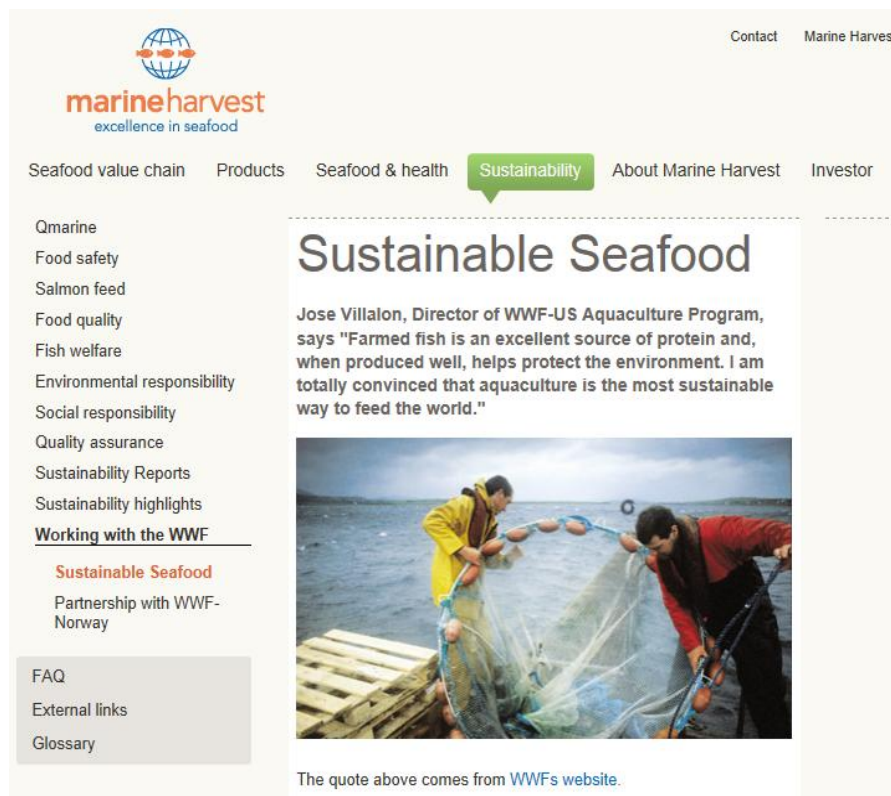 Contact Marine Harves
marineharvest
excellence in seafood
Seafood value chain Products Seafood & health Sustainability About Marine Harvest Investor
Qmarine
Food safety
Salmon feed
Food quality
Fish welfare
Environmental responsibility
Social responsibility
Quality assurance
Sustainability Reports
Sustainability highlights
Working with the WWF
Sustainable Seafood
Partnership with WWF-
Norway
FAQ
External links
Glossary
Sustainable Seafood
Jose Villalon, Director of WWF-US Aquaculture Program,
says "Farmed fish is an excellent source of protein and,
when produced well, helps protect the environment. I am
totally convinced that aquaculture is the most sustainable
way to feed the world."
The quote above comes from WWFs website.